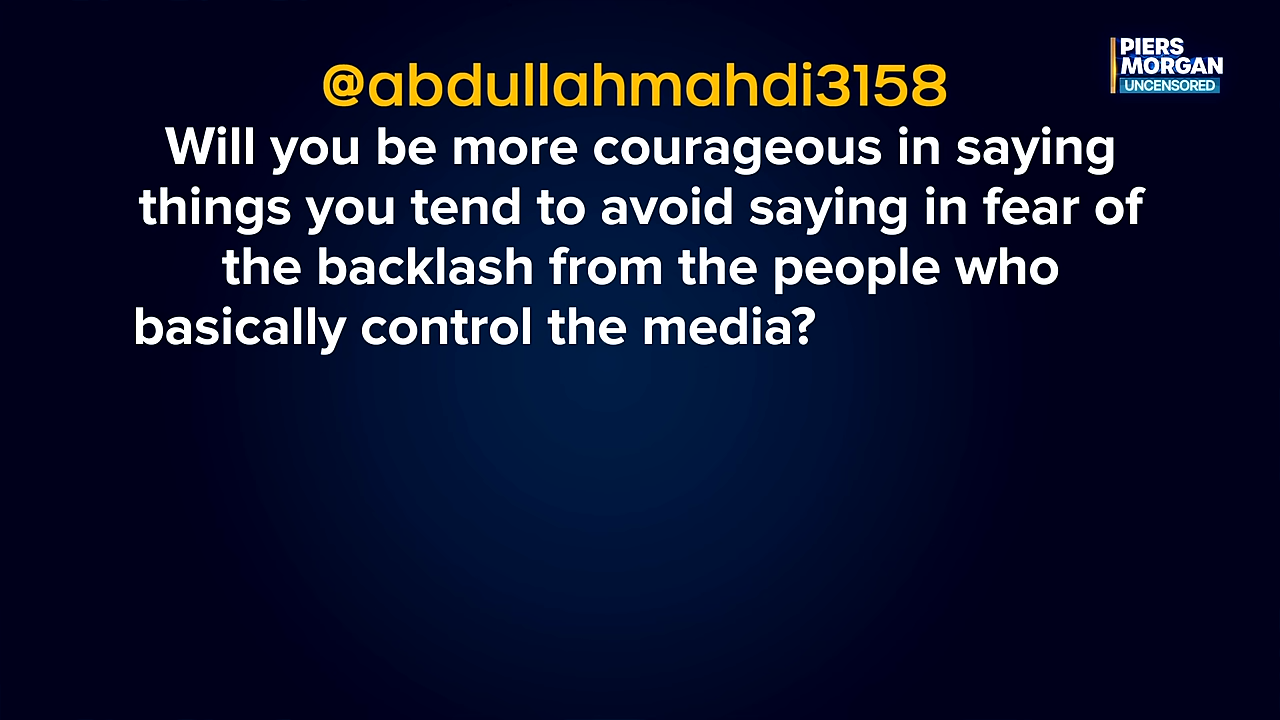 PIERS
MORGAN
UNCENSORED
@abdullahmahdi3158
Will you be more courageous in saying
things you tend to avoid saying in fear of
the backlash from the people who
basically control the media?